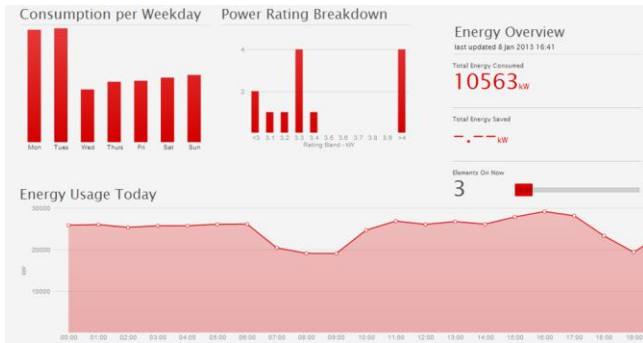 Consumption per Weekday
Mon Tues Wed Thurs Fri Sat Sun
Power Rating Breakdown
4
2
<3 3.1 3.2 3.3 3.4 3.5 3.6 3.7 3.8 3.9 >4
Rating Band - kW
Energy Overview
last updated 8 Jan 2013 16:41
Total Energy Consumed
10563kW
Total Energy Saved
--.--kW
Elements On Now
3
Energy Usage Today
30000
20000
10000
kW
00:00 01:00 02:00 03:00 04:00 05:00 06:00 07:00 08:00 09:00 10:00 11:00 12:00 13:00 14:00 15:00 16:00 17:00 18:00 19:00